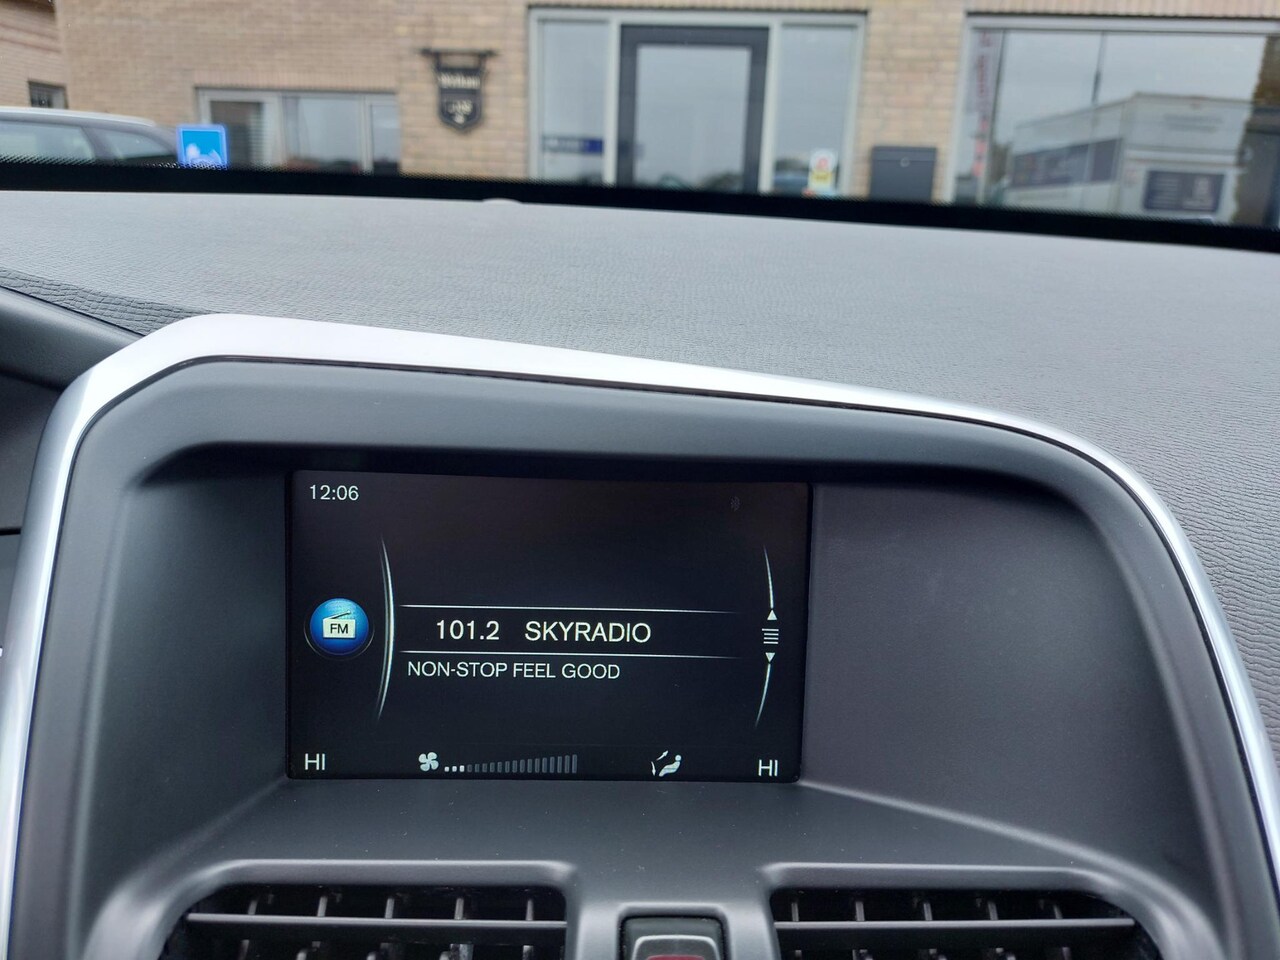 12:06
FM
101.2 SKYRADIO
NON-STOP FEEL GOOD
HI
HI